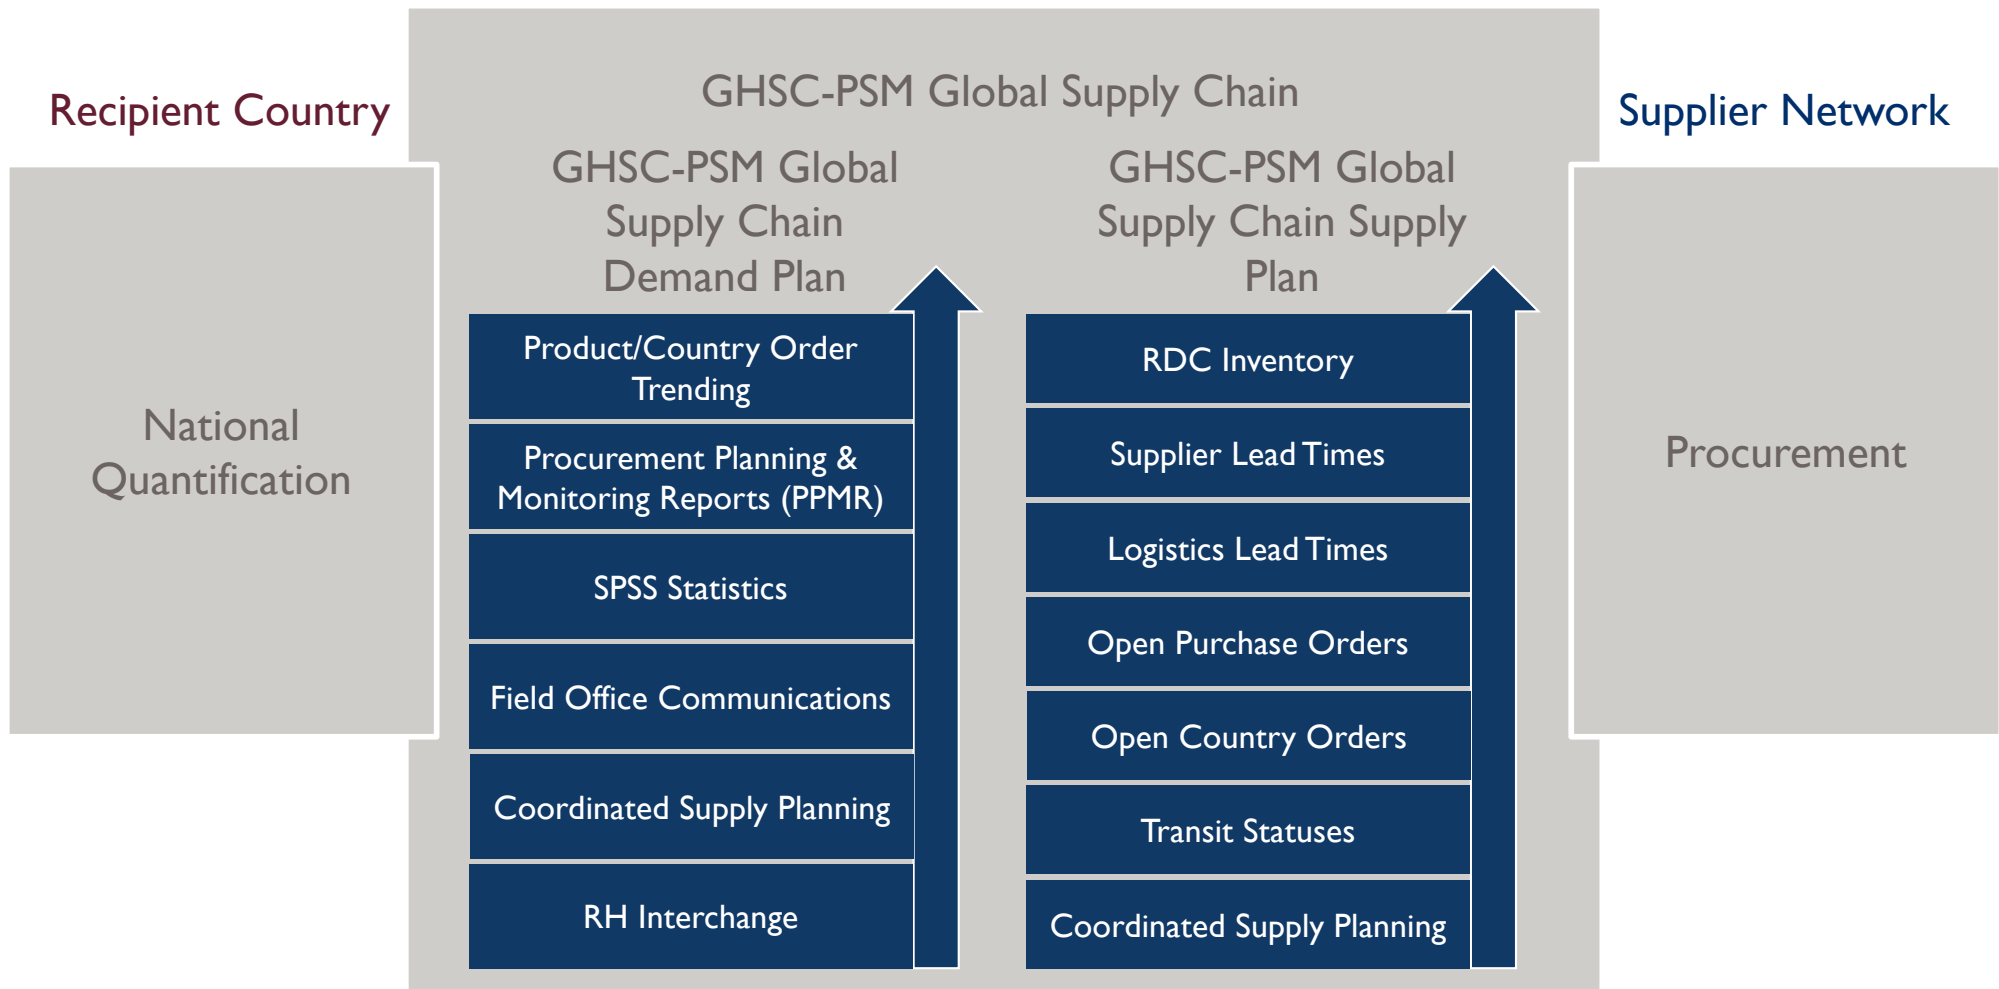 GHSC-PSM Global Supply Chain
Recipient Country
National
Quantification
GHSC-PSM Global
Supply Chain
Demand Plan
Product/Country Order
Trending
Procurement Planning &
Monitoring Reports (PPMR)
SPSS Statistics
Field Office Communications
Coordinated Supply Planning
RH Interchange
GHSC-PSM Global
Supply Chain Supply
Plan
RDC Inventory
Supplier Lead Times
Logistics Lead Times
Open Purchase Orders
Open Country Orders
Transit Statuses
Coordinated Supply Planning
Supplier Network
Procurement